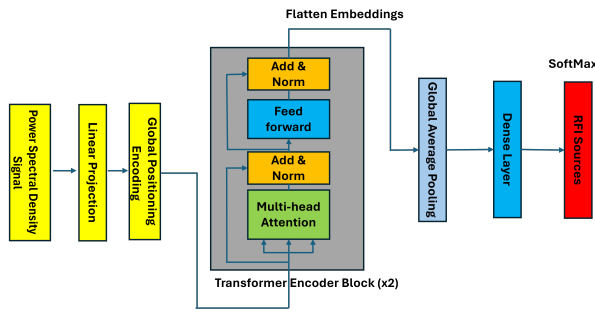 Flatten Embeddings
SoftMax
Power Spectral Density
Signal
Linear Projection
Global Positioning
Encoding
Add &
Norm
Feed
forward
Add &
Norm
Multi-head
Attention
Transformer Encoder Block (x2)
Global Average Pooling
Dense Layer
RFI Sources